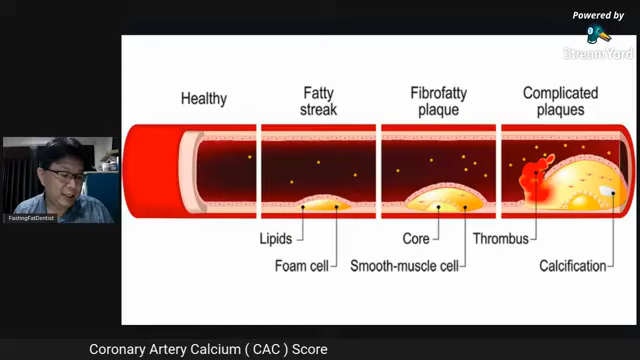 Powered by
StreamYard
Healthy
Fatty
streak
Fibrofatty
plaque
Complicated
plaques
Lipids
Foam cell
Core
Smooth-muscle cell
Thrombus
Calcification
FastingFatDentist
Coronary Artery Calcium ( CAC ) Score